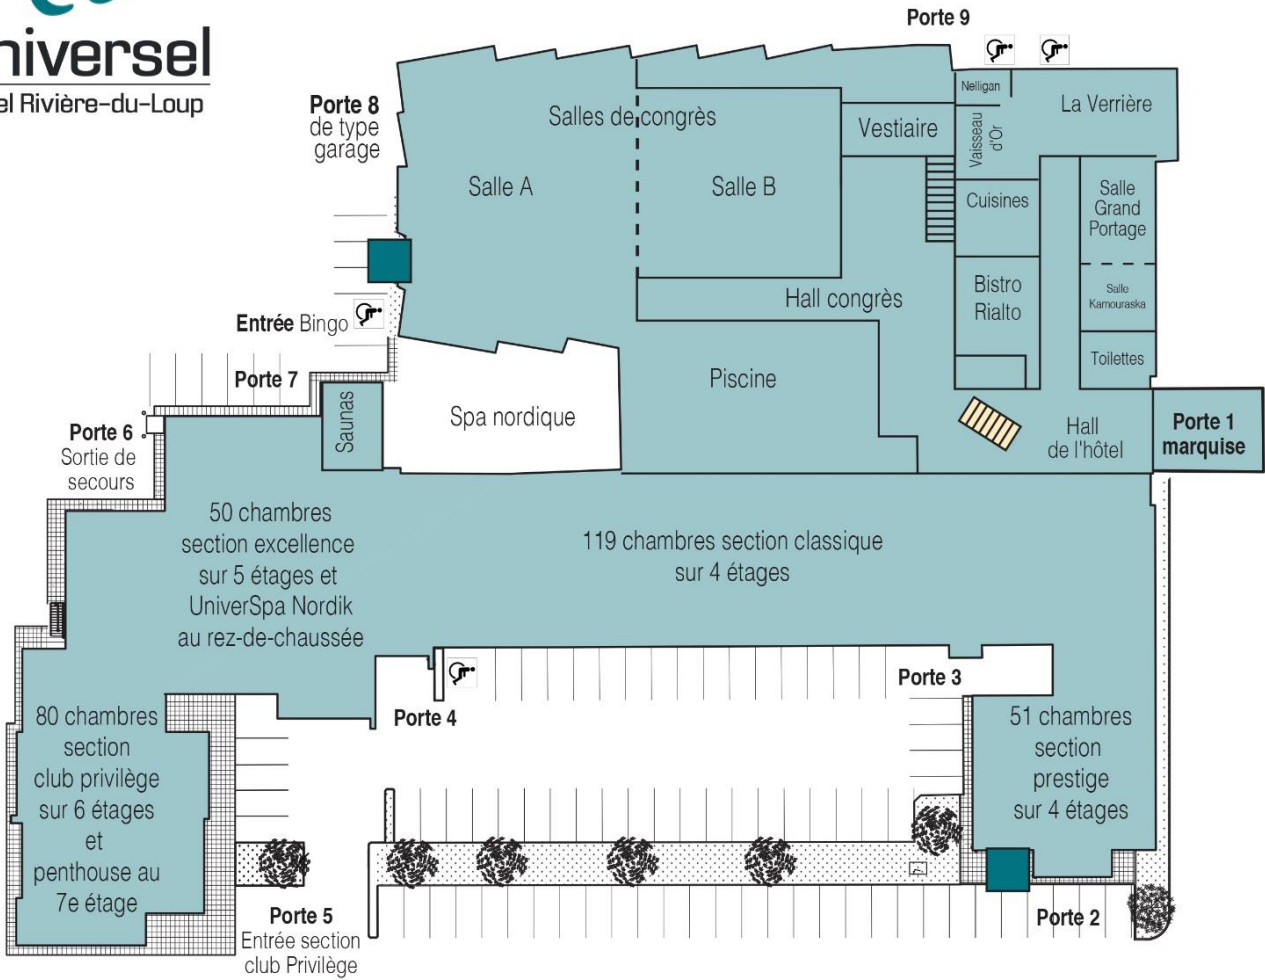 niversel
el Rivière-du-Loup
Porte 9
Porte 8
de type
garage
Salles de congrès
Salle A
Salle B
Vestiaire
Nelligan
Vaisseau
d'Or
La Verrière
Cuisines
Salle
Grand
Portage
Bistro
Rialto
Salle
Kamouraska
Hall congrès
Toilettes
Entrée Bingo
Porte 7
Saunas
Spa nordique
Piscine
Hall
de l'hôtel
Porte 1
marquise
Porte 6
Sortie de
secours
50 chambres
section excellence
sur 5 étages et
UniverSpa Nordik
au rez-de-chaussée
119 chambres section classique
sur 4 étages
Porte 4
Porte 3
80 chambres
section
club privilège
sur 6 étages
et
penthouse au
7e étage
51 chambres
section
prestige
sur 4 étages
Porte 5
Entrée section
club Privilège
Porte 2